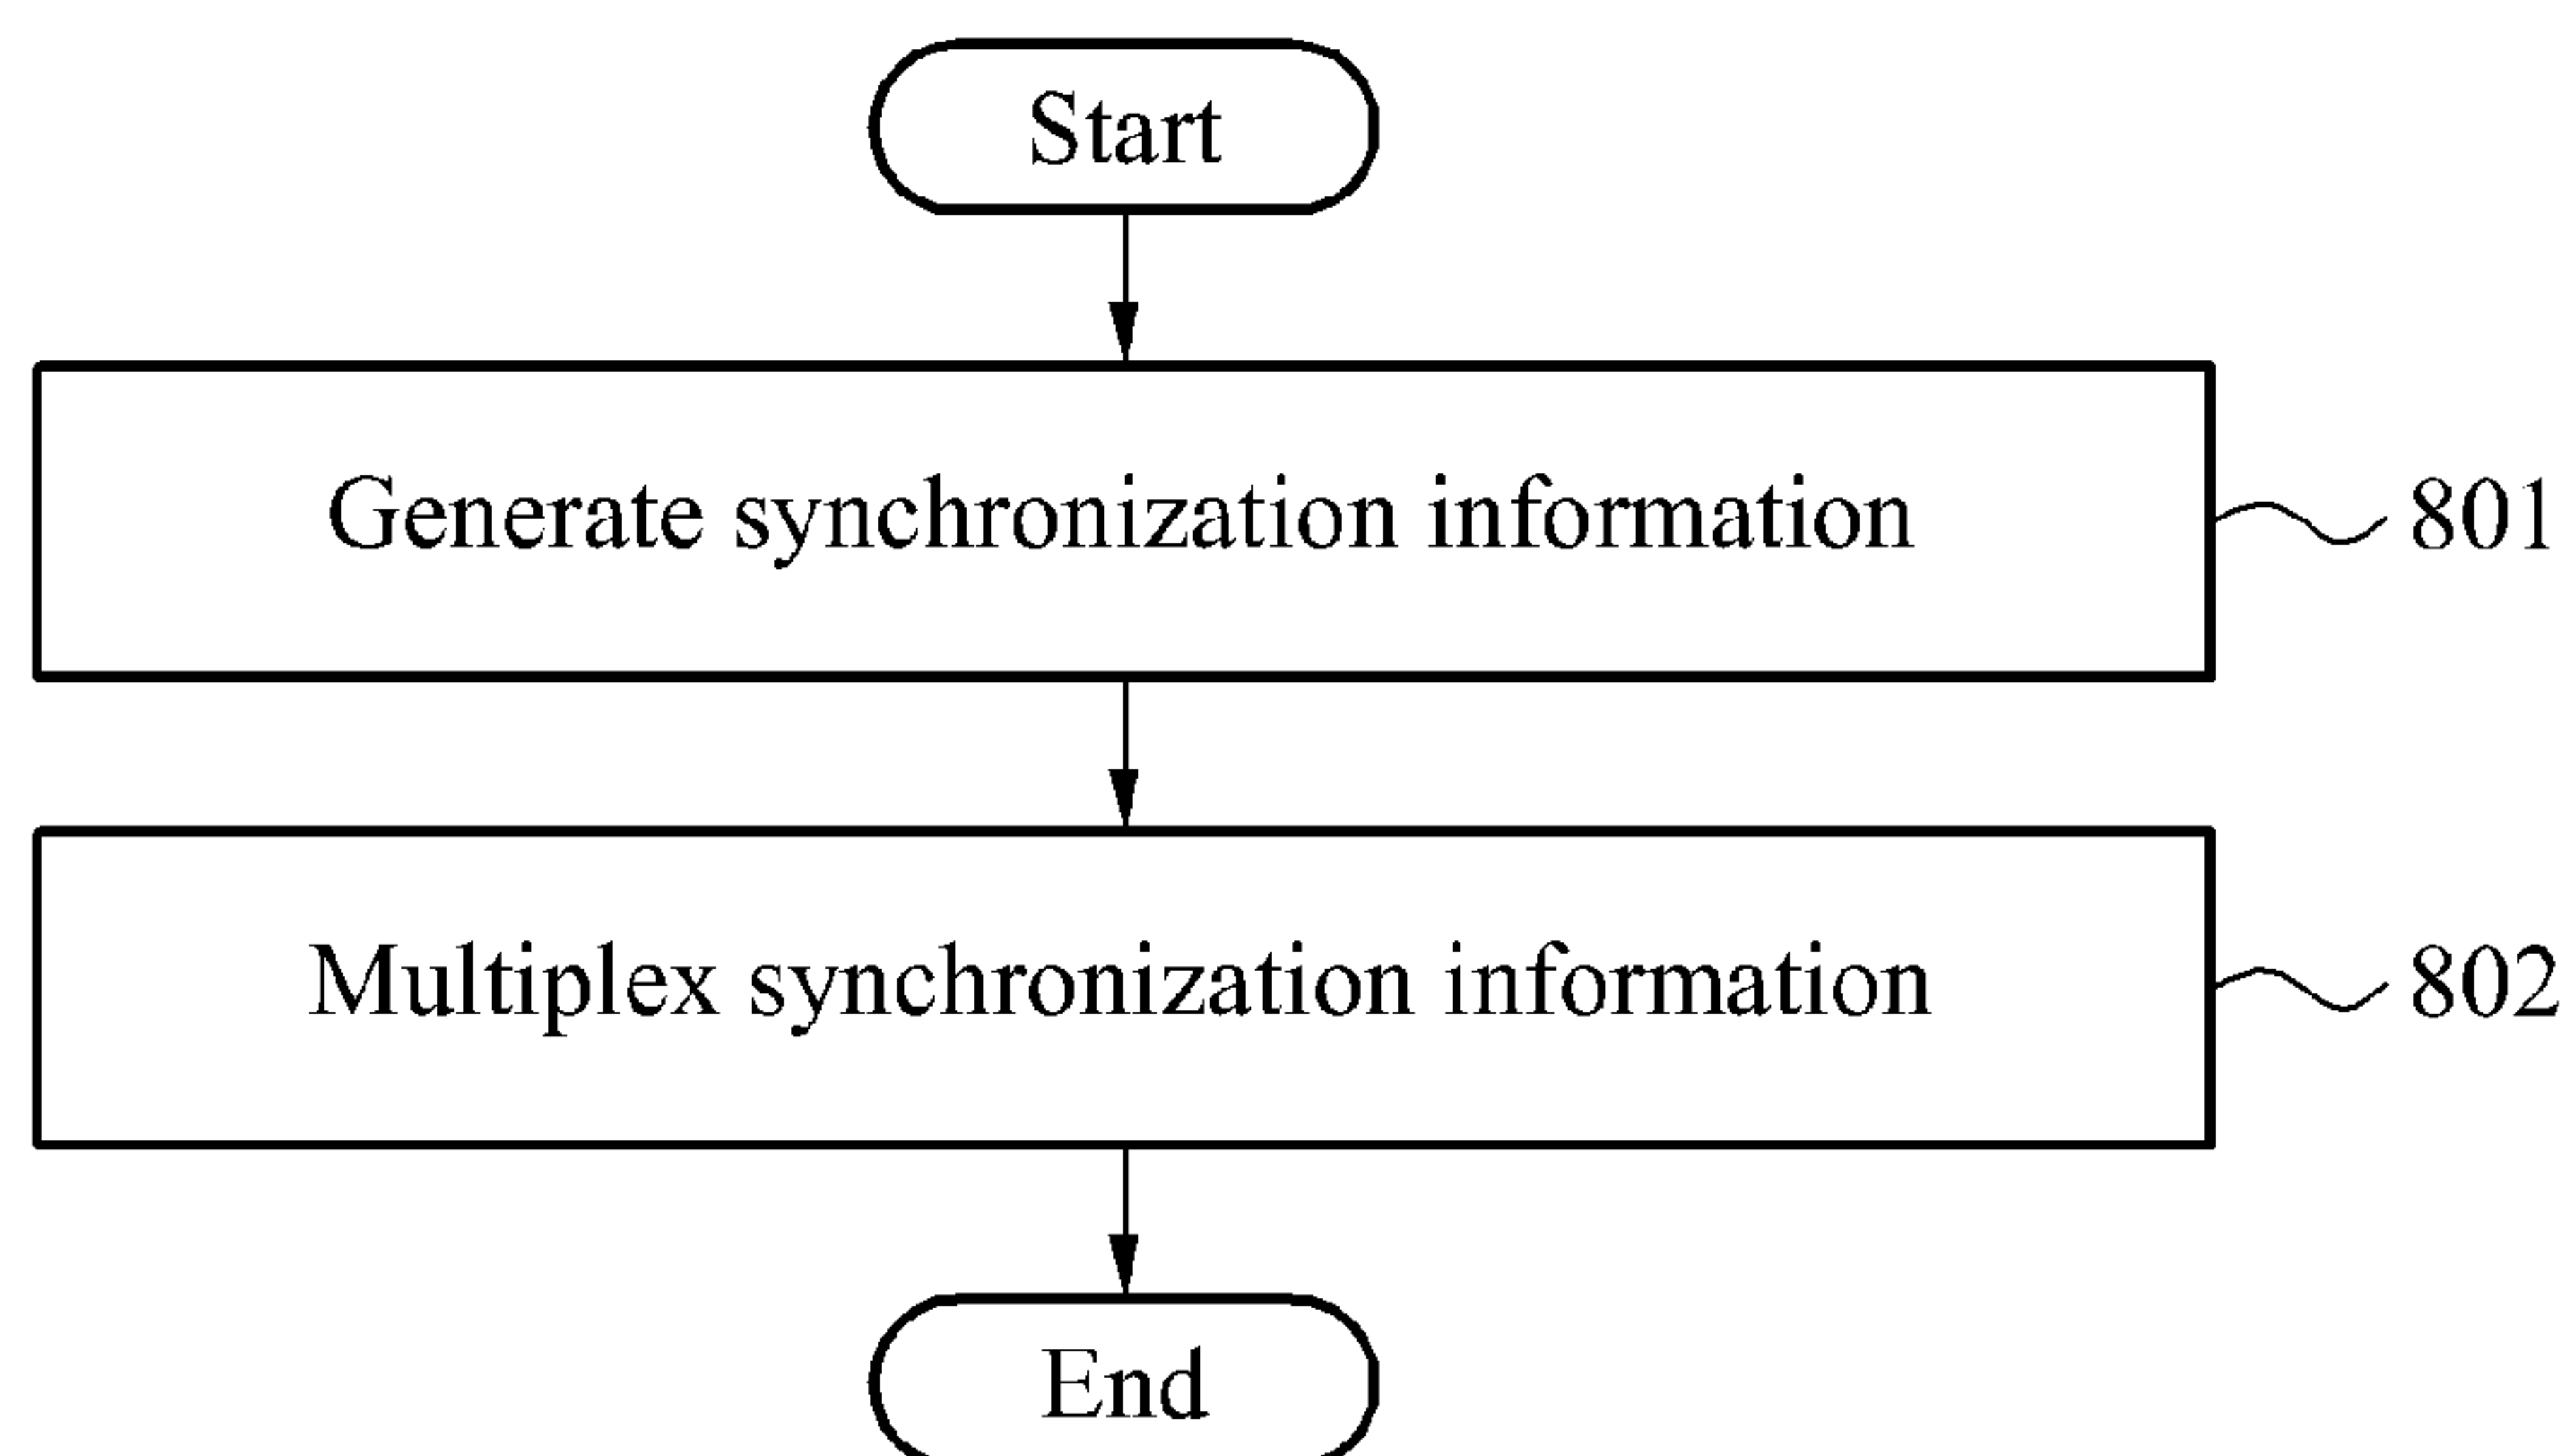 Start
Generate synchronization information
801
Multiplex synchronization information
802
End